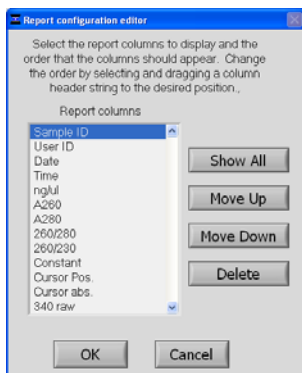 Report configuration editor
Select the report columns to display and the
order that the columns should appear. Change
the order by selecting and dragging a column
header string to the desired position.,
Report columns
Sample ID
User ID
Date
Time
ng/ul
A260
A280
260/280
260/230
Constant
Cursor Pos.
Cursor abs.
340 raw
Show All
Move Up
Move Down
Delete
OK
Cancel